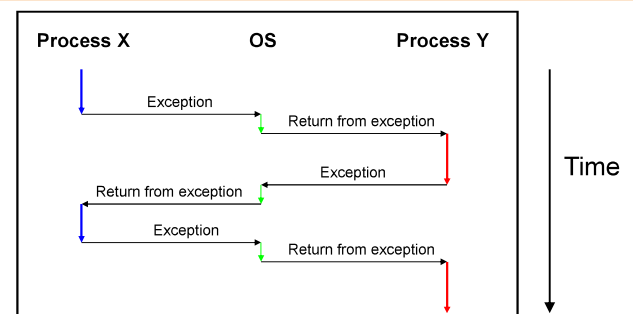 Process X OS Process Y
Exception
Return from exception
Exception
Return from exception
Exception
Return from exception
Time